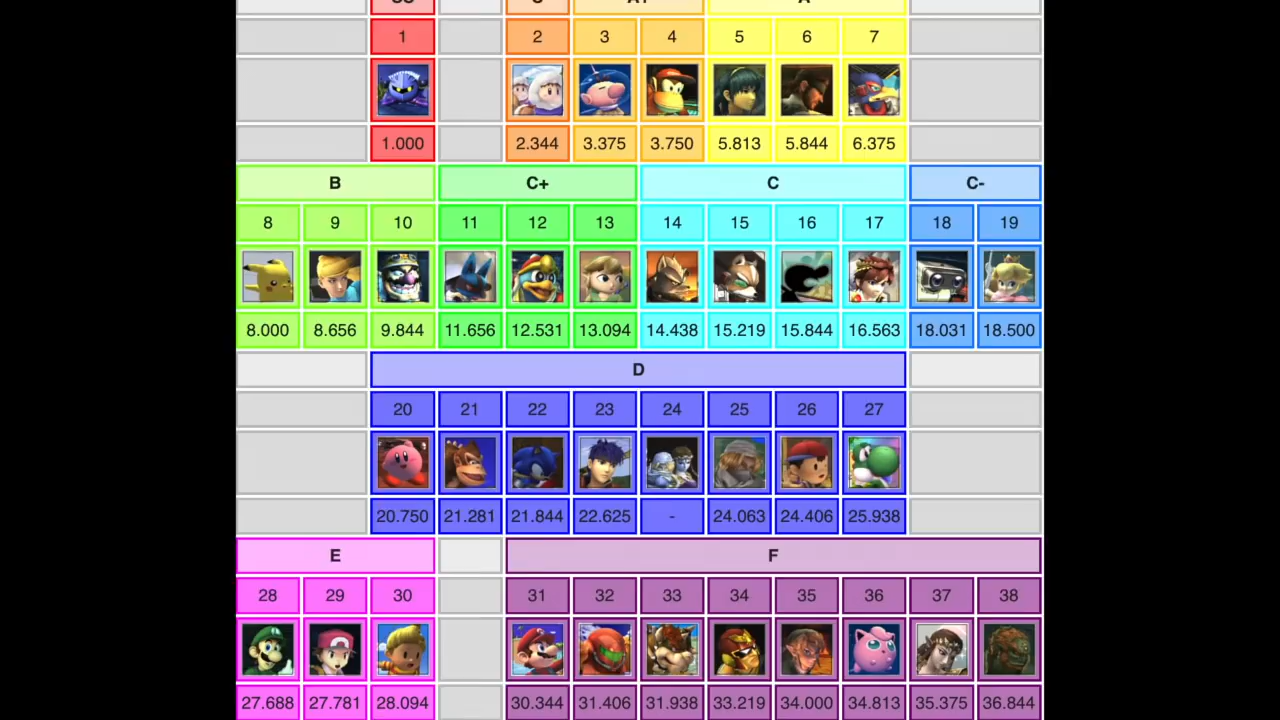 1 2 3 4 5 6 7
1.000 2.344 3.375 3.750 5.813 5.844 6.375
B C+ C C-
8 9 10 11 12 13 14 15 16 17 18 19
8.000 8.656 9.844 11.656 12.531 13.094 14.438 15.219 15.844 16.563 18.031 18.500
D
20 21 22 23 24 25 26 27
20.750 21.281 21.844 22.625 - 24.063 24.406 25.938
E F
28 29 30 31 32 33 34 35 36 37 38
27.688 27.781 28.094 30.344 31.406 31.938 33.219 34.000 34.813 35.375 36.844